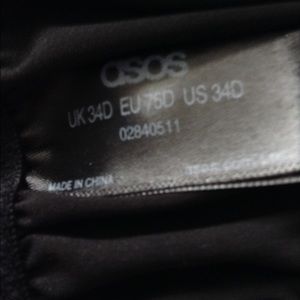 asos
UK 34D EU 75D US 34D
02840511
MADE IN CHINA